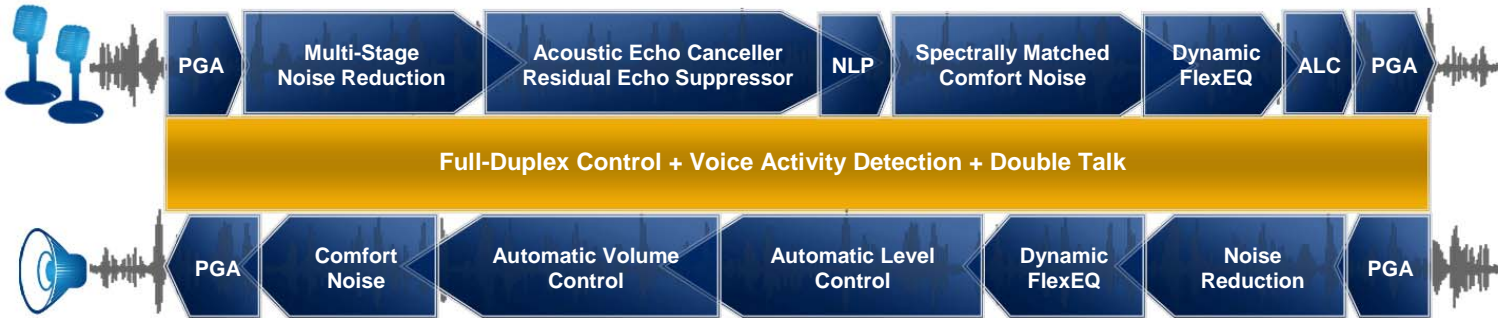 PGA
Multi-Stage
Noise Reduction
Acoustic Echo Canceller
Residual Echo Suppressor
NLP
Spectrally Matched
Comfort Noise
Dynamic
FlexEQ
ALC
PGA
Full-Duplex Control + Voice Activity Detection + Double Talk
PGA
Comfort
Noise
Automatic Volume
Control
Automatic Level
Control
Dynamic
FlexEQ
Noise
Reduction
PGA